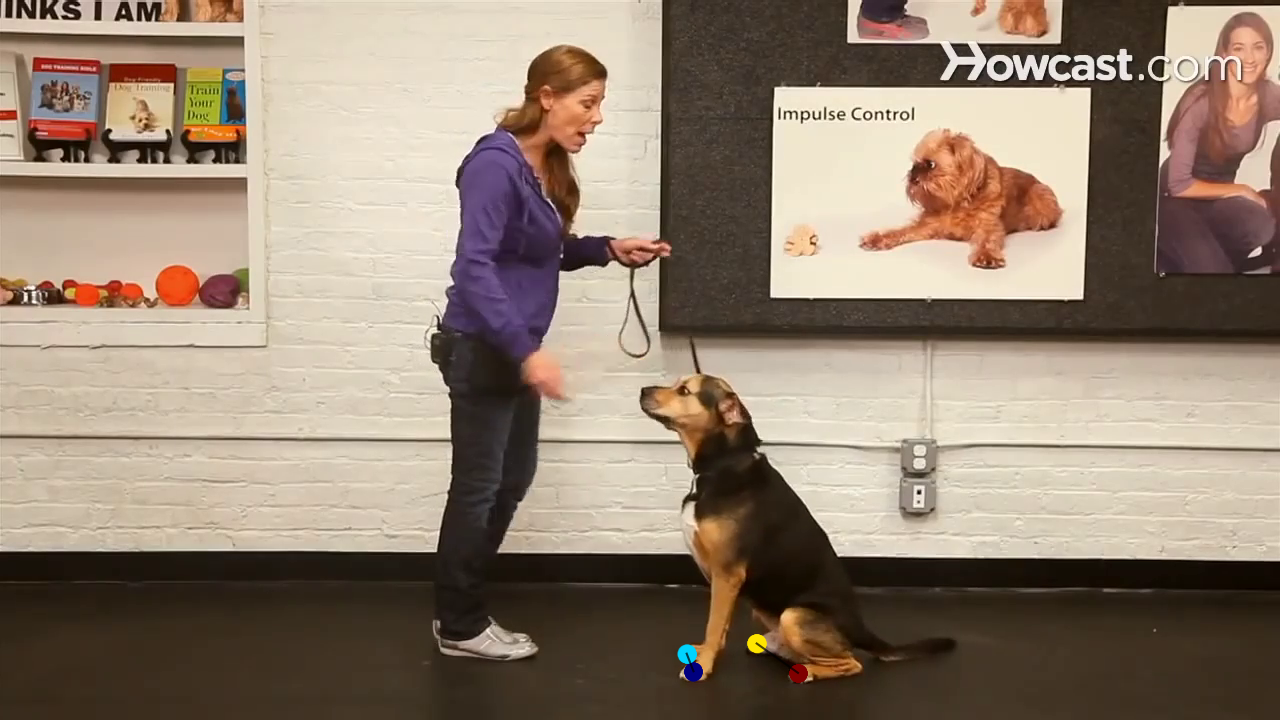 INKS I AM
Howcast.com
DOG TRAINING BIBLE
Dog-Friendly
Dog Training
Train
Your
Dog
Impulse Control